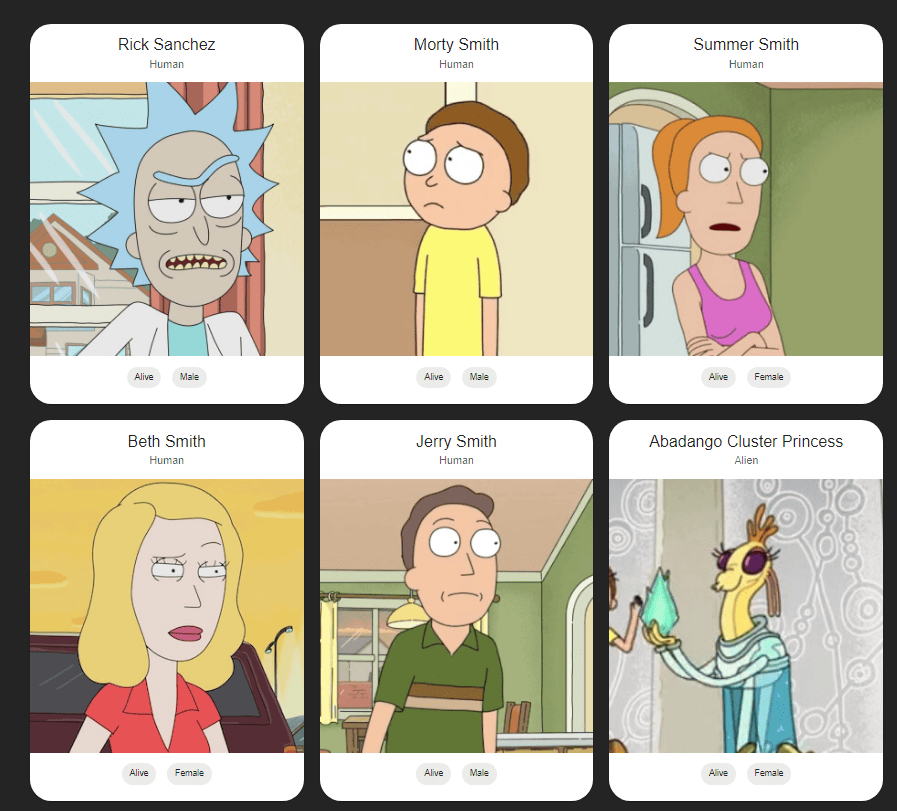 Rick Sanchez
Human
Alive Male
Morty Smith
Human
Alive Male
Summer Smith
Human
Alive Female
Beth Smith
Human
Alive Female
Jerry Smith
Human
Alive Male
Abadango Cluster Princess
Alien
Alive Female